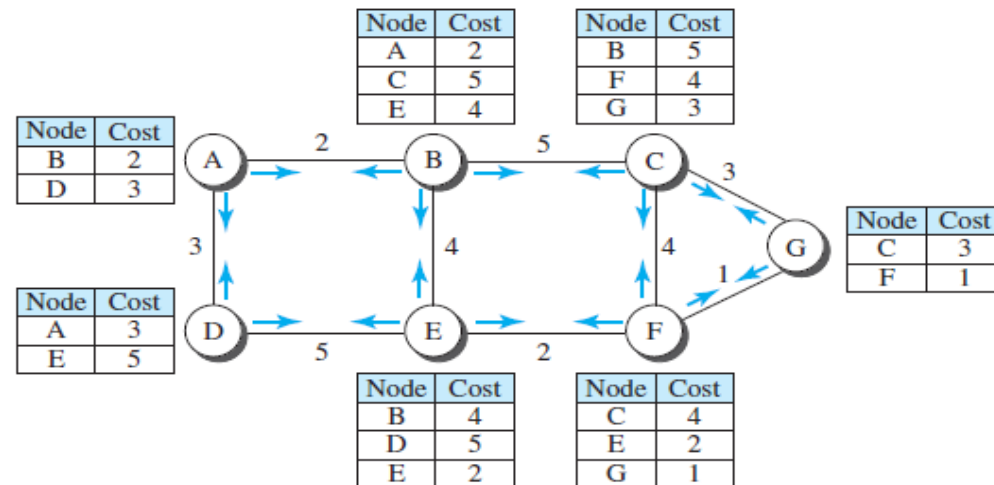 Node Cost
A 2
C 5
E 4
Node Cost
B 5
F 4
G 3
Node Cost
B 2
D 3
A 2 B 5 C 3
3 4 4 G
1
Node Cost
C 3
F 1
Node Cost
A 3
E 5
D 5 E 2 F
Node Cost
B 4
D 5
E 2
Node Cost
C 4
E 2
G 1